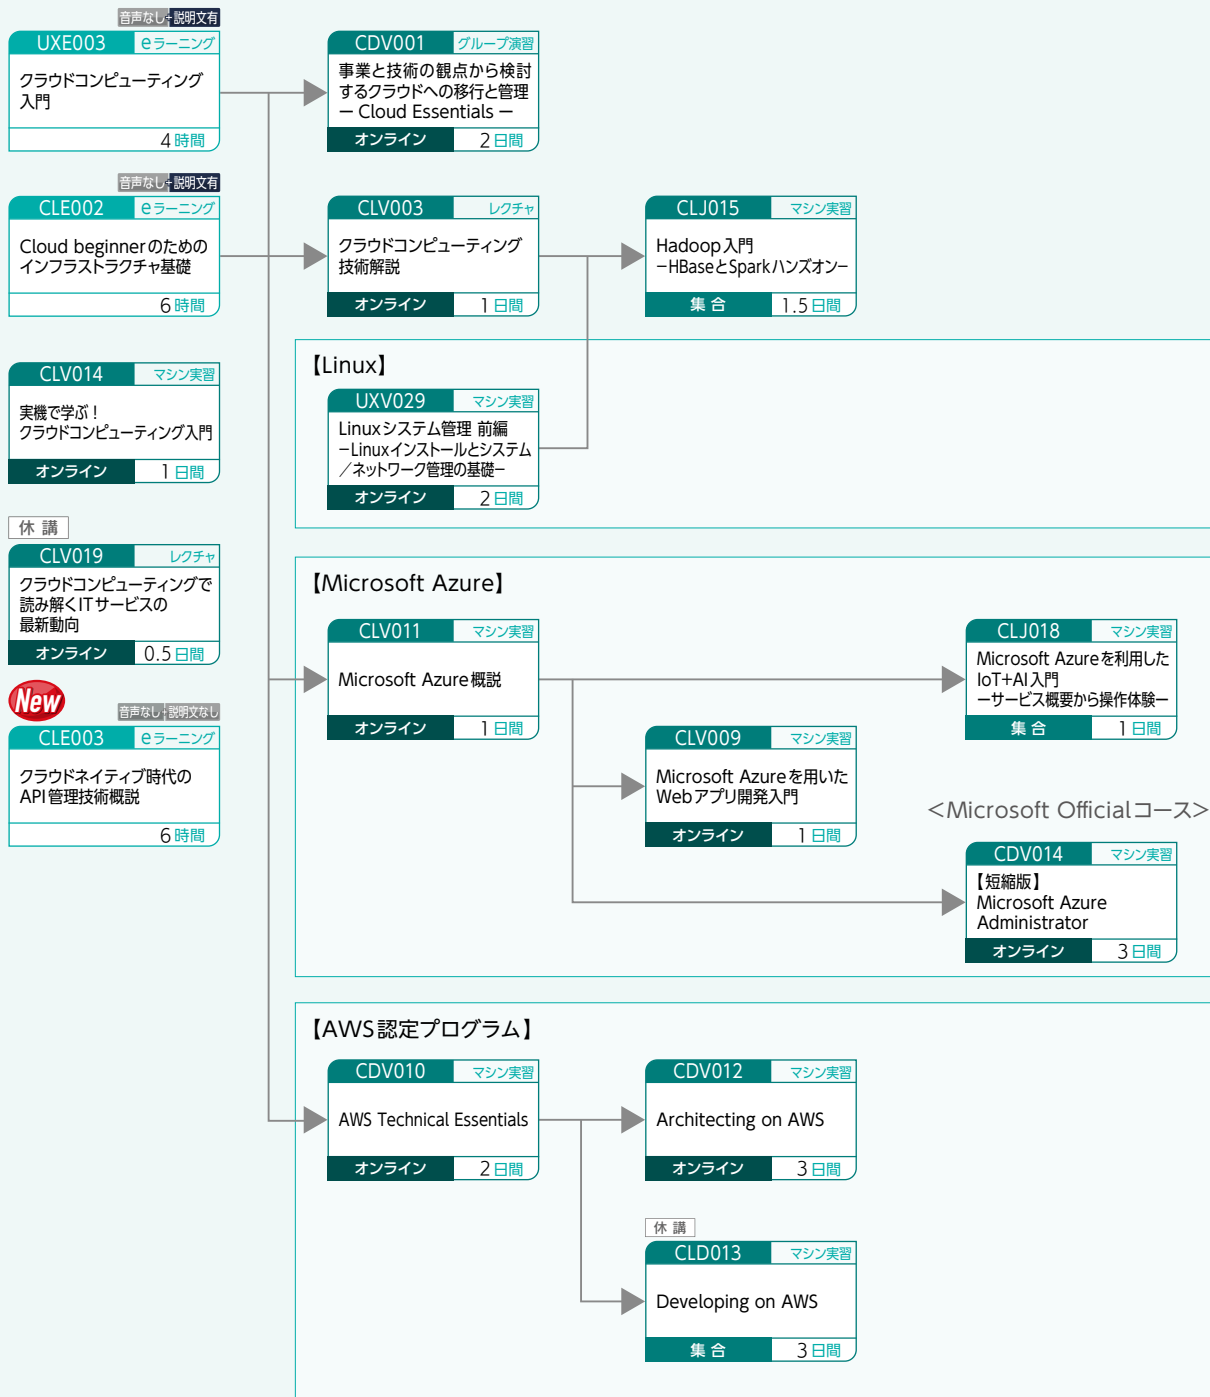 音声なし+説明文有
UXE003 eラーニング
クラウドコンピューティング
入門
4時間
CDV001 グループ演習
事業と技術の観点から検討
するクラウドへの移行と管理
ー Cloud Essentials ー
オンライン 2日間
音声なし+説明文有
CLE002 eラーニング
Cloud beginnerのための
インフラストラクチャ基礎
6時間
CLV003 レクチャ
クラウドコンピューティング
技術解説
オンライン 1日間
CLJ015 マシン実習
Hadoop入門
−HBaseとSparkハンズオン−
集合 1.5日間
CLV014 マシン実習
実機で学ぶ！
クラウドコンピューティング入門
オンライン 1日間
【Linux】
UXV029 マシン実習
Linuxシステム管理 前編
−Linuxインストールとシステム
／ネットワーク管理の基礎−
オンライン 2日間
休講
CLV019 レクチャ
クラウドコンピューティングで
読み解くITサービスの
最新動向
オンライン 0.5日間
New
音声なし+説明文なし
CLE003 eラーニング
クラウドネイティブ時代の
API管理技術概説
6時間
【Microsoft Azure】
CLV011 マシン実習
Microsoft Azure概説
オンライン 1日間
CLJ018 マシン実習
Microsoft Azureを利用した
IoT+AI入門
ーサービス概要から操作体験ー
集合 1日間
CLV009 マシン実習
Microsoft Azureを用いた
Webアプリ開発入門
オンライン 1日間
＜Microsoft Officialコース＞
CDV014 マシン実習
【短縮版】
Microsoft Azure
Administrator
オンライン 3日間
【AWS認定プログラム】
CDV010 マシン実習
AWS Technical Essentials
オンライン 2日間
CDV012 マシン実習
Architecting on AWS
オンライン 3日間
休講
CLD013 マシン実習
Developing on AWS
集合 3日間